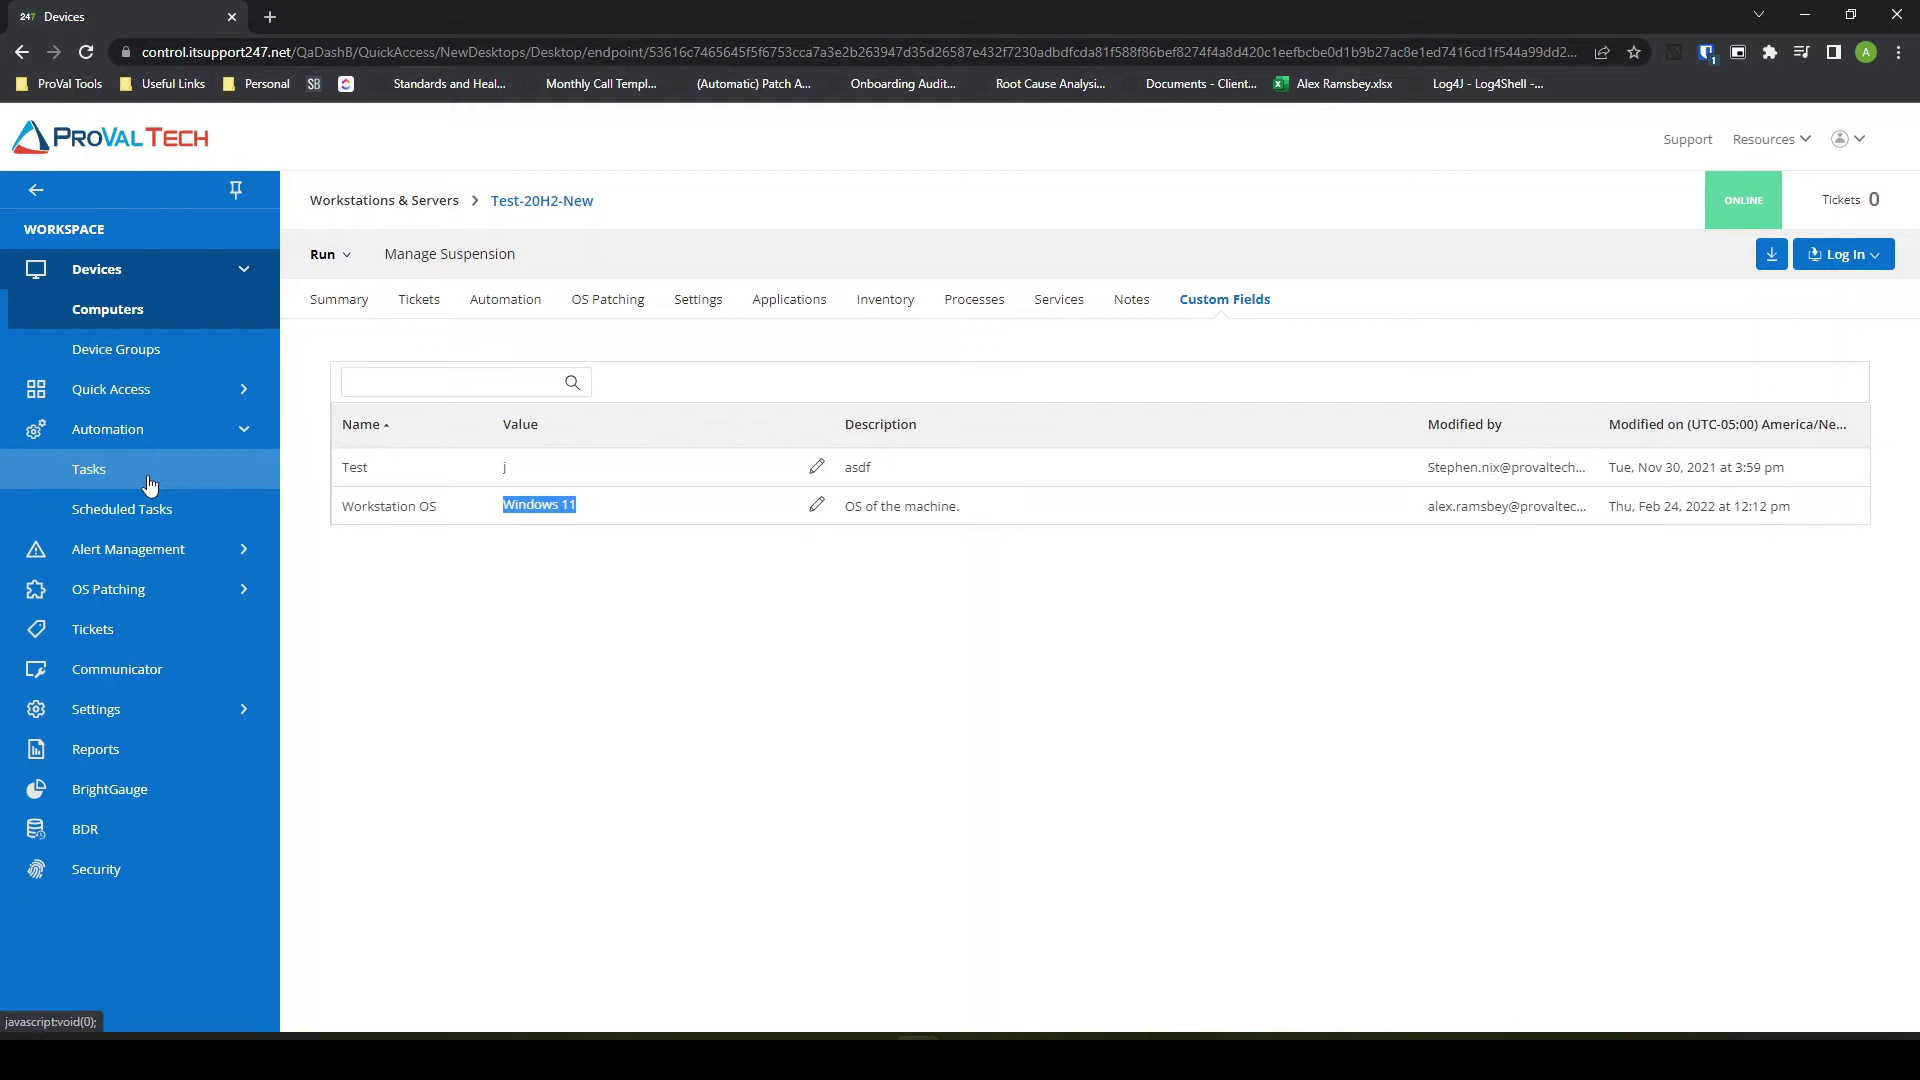 247 Devices
control.itsupport247.net/QaDashB/QuickAccess/NewDesktops/Desktop/endpoint/53616c7465645f5f6753cca7a3e2b263947d35d26587e432f7230adbdfcda81f588f86bef8274f4a8d420c1eefbcbe0d1b9b27ac8e1ed7416cd1f544a99dd2...
1
A
ProVal Tools
Useful Links
Personal
SB
Standards and Heal...
Monthly Call Templ...
(Automatic) Patch A...
Onboarding Audit...
Root Cause Analysi...
Documents - Client...
Alex Ramsbey.xlsx
Log4J - Log4Shell -...
PROVAL TECH
Support
Resources
WORKSPACE
Devices
Computers
Device Groups
Quick Access
Automation
Tasks
Scheduled Tasks
Alert Management
OS Patching
Tickets
Communicator
Settings
Reports
BrightGauge
BDR
Security
javascript:void(0);
Workstations & Servers > Test-20H2-New
ONLINE
Tickets 0
Run
Manage Suspension
Log In
Summary
Tickets
Automation
OS Patching
Settings
Applications
Inventory
Processes
Services
Notes
Custom Fields
Name Value Description Modified by Modified on (UTC-05:00) America/Ne...
Test j asdf Stephen.nix@provaltech... Tue, Nov 30, 2021 at 3:59 pm
Workstation OS Windows 11 OS of the machine. alex.ramsbey@provaltec... Thu, Feb 24, 2022 at 12:12 pm